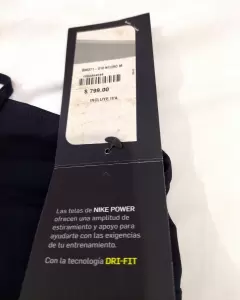 $ 799.00
INCLUYE IVA
Las telas de NIKE POWER
ofrecen una amplitud de
estiramiento y apoyo para
ayudarte con las exigencias
de tu entrenamiento.
Con la tecnología DRI-FIT